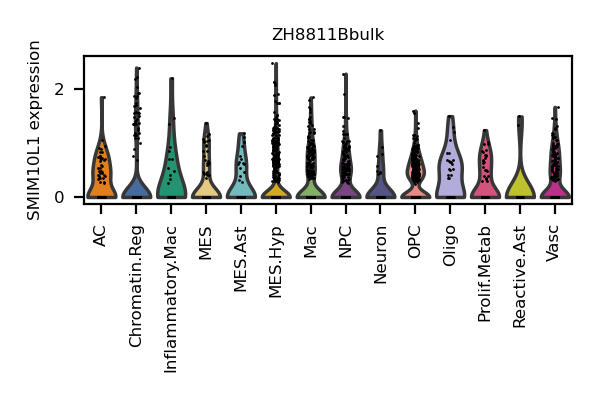 ZH8811Bbulk
SMIM10L1 expression
2
0
AC
Chromatin.Reg
Inflammatory.Mac
MES
MES.Ast
MES.Hyp
Mac
NPC
Neuron
OPC
Oligo
Prolif.Metab
Reactive.Ast
Vasc